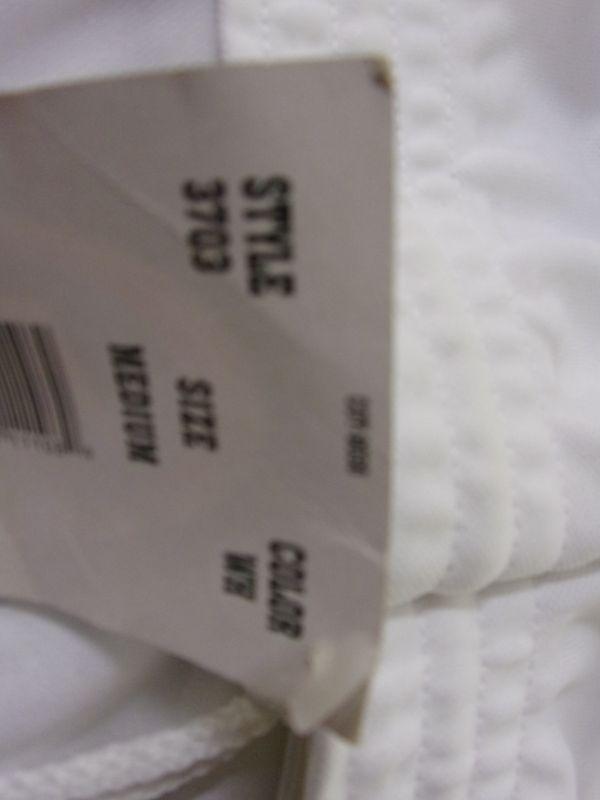 STYLE
3703
SIZE
MEDIUM
COLOR
WH